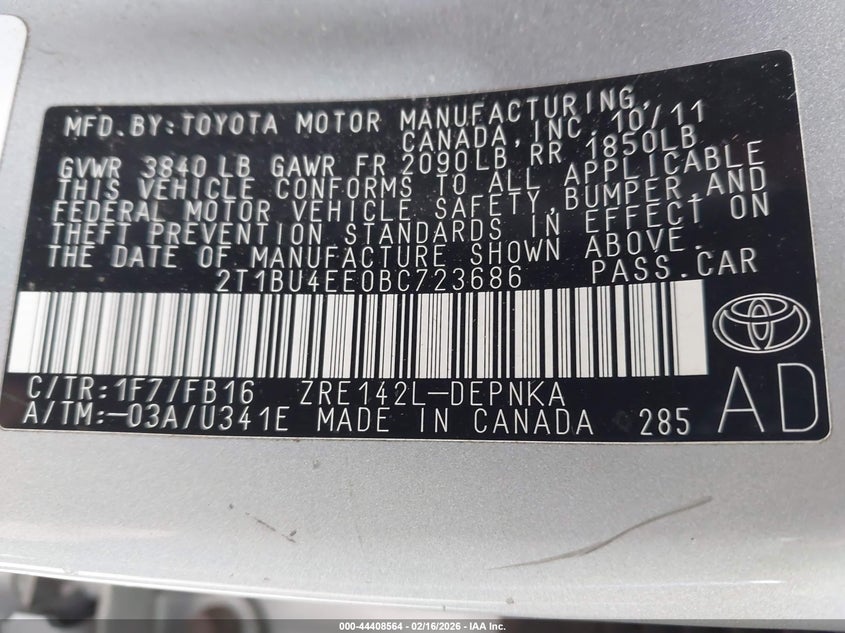 MFD.BY:TOYOTA MOTOR MANUFACTURING,
CANADA,INC. 10/11
GVWR 3840 LB GAWR FR 2090LB RR 1850LB
THIS VEHICLE CONFORMS TO ALL APPLICABLE
FEDERAL MOTOR VEHICLE SAFETY,BUMPER AND
THEFT PREVENTION STANDARDS IN EFFECT ON
THE DATE OF MANUFACTURE SHOWN ABOVE.
2T1BU4EE0BC723686 PASS.CAR
C/TR:1F7/FB16 ZRE142L-DEPNKA
A/TM:-03A/U341E MADE IN CANADA 285
AD
000-44408564 - 02/16/2026 - IAA Inc.